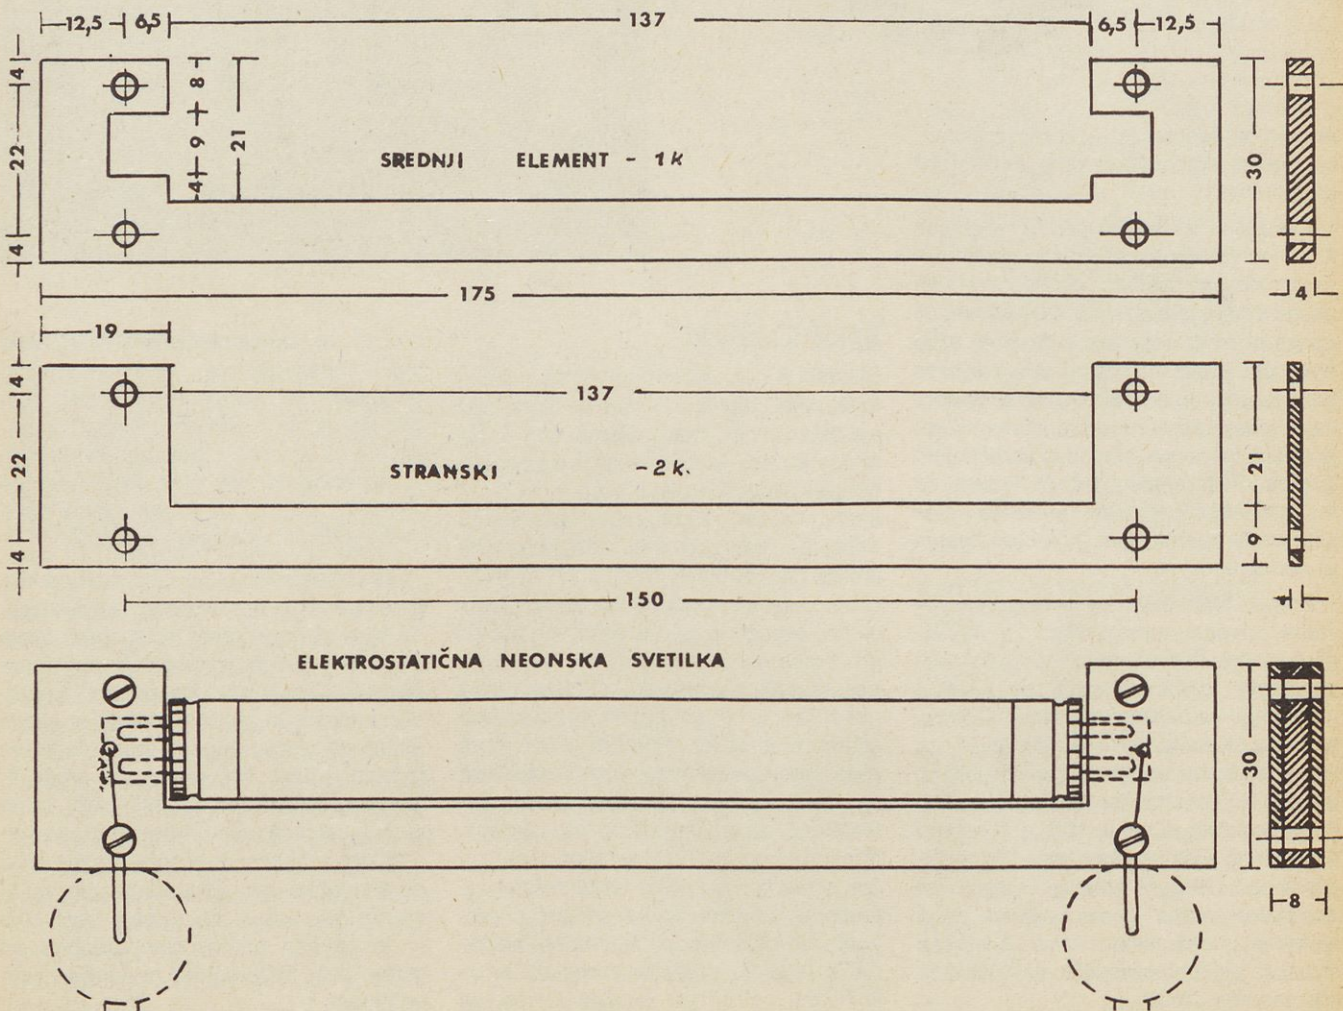 12,5 6,5 137 6,5 12,5
4 22 4
8 9 4
21
SREDNJI ELEMENT - 1k
30
4
175
19
4 22 4
137
STRANSKI -2k.
21 9
150
ELEKTROSTATIČNA NEONSKA SVETILKA
30
8